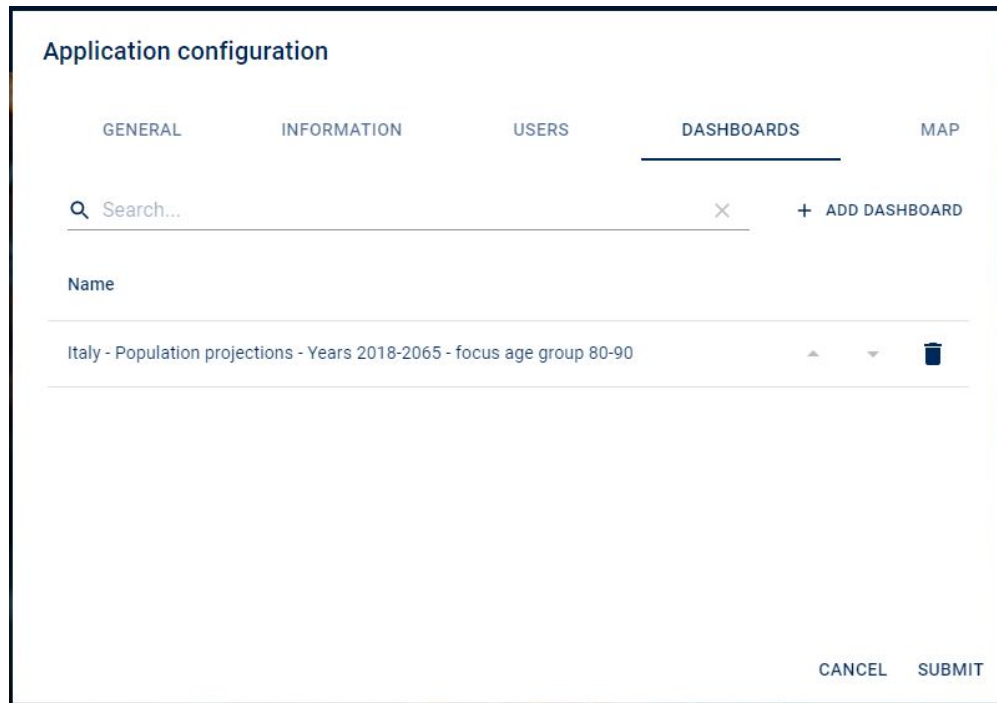 Application configuration
GENERAL INFORMATION USERS DASHBOARDS MAP
Search...
+ ADD DASHBOARD
Name
Italy - Population projections - Years 2018-2065 - focus age group 80-90
CANCEL SUBMIT